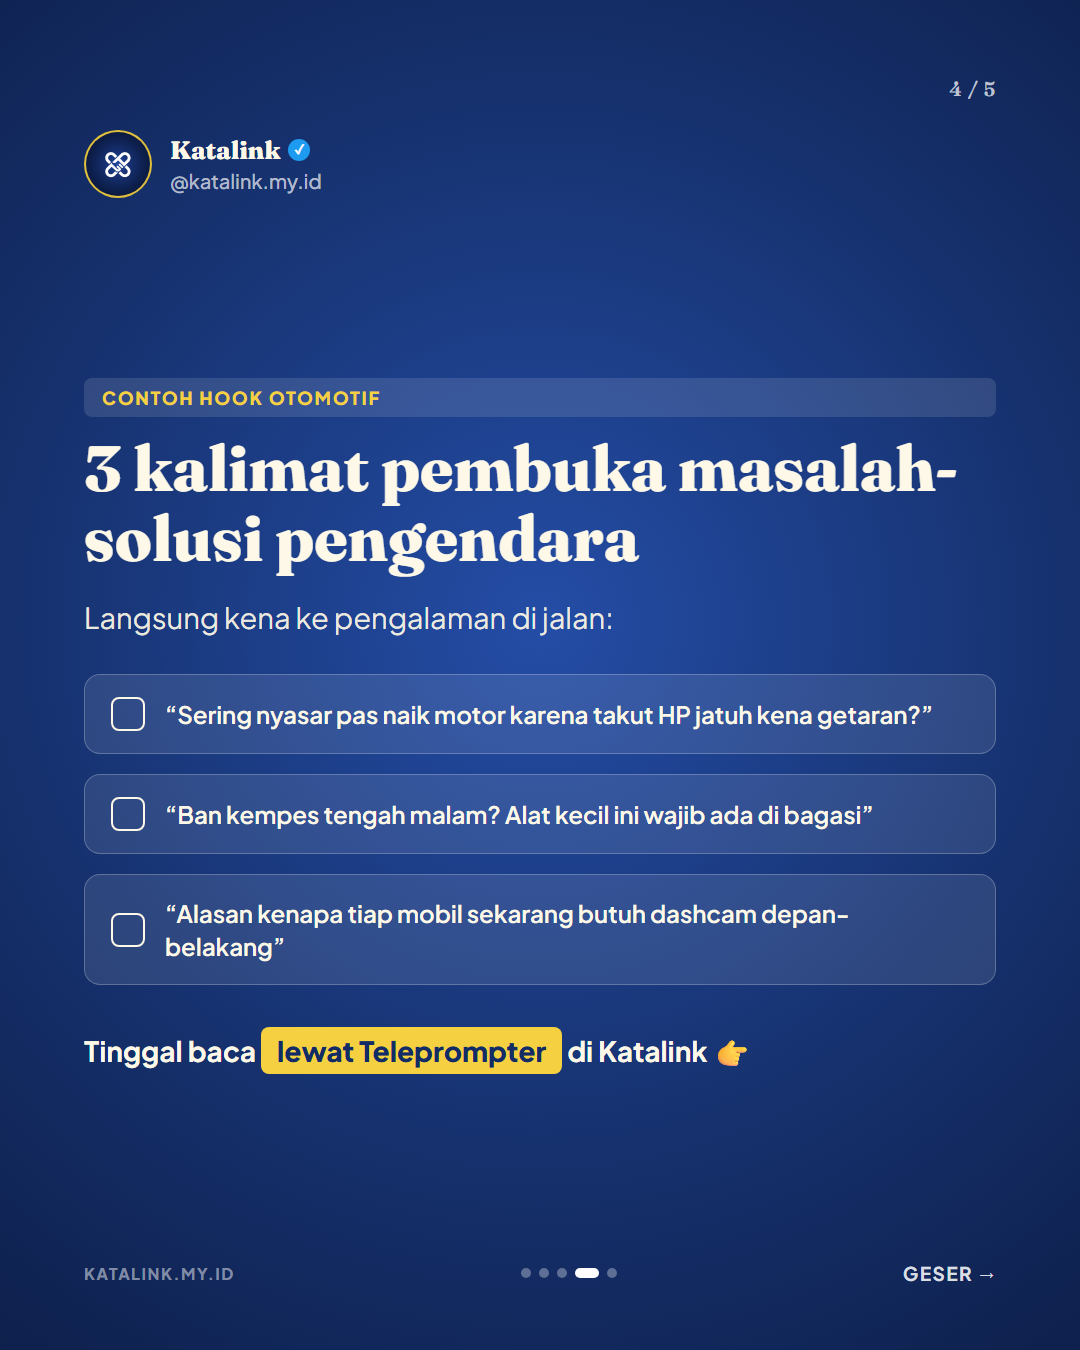 4 / 5
Katalink
@katalink.my.id
CONTOH HOOK OTOMOTIF
3 kalimat pembuka masalah-
solusi pengendara
Langsung kena ke pengalaman di jalan:
“Sering nyasar pas naik motor karena takut HP jatuh kena getaran?”
“Ban kempes tengah malam? Alat kecil ini wajib ada di bagasi”
“Alasan kenapa tiap mobil sekarang butuh dashcam depan-
belakang”
Tinggal baca lewat Teleprompter di Katalink 👉
KATALINK.MY.ID
GESER →